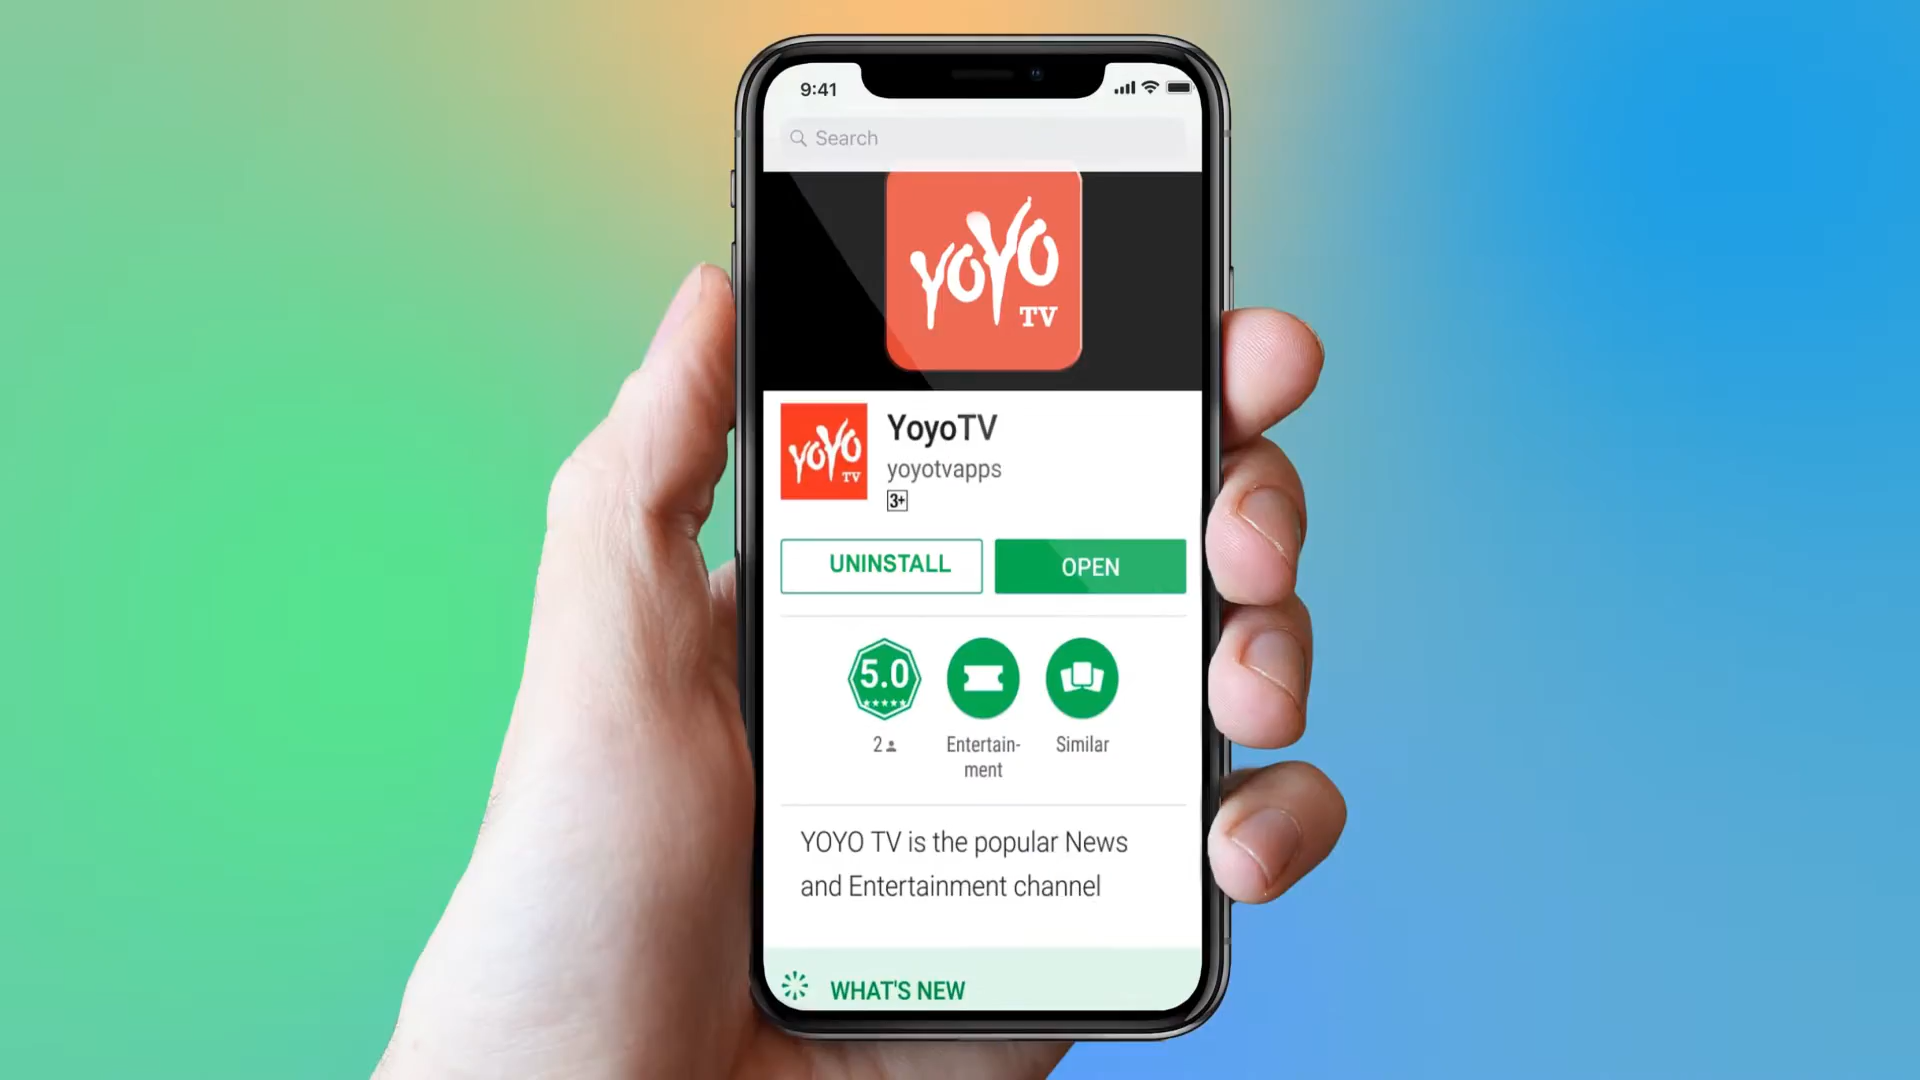 9:41
Search
YOYO
TV
YOYO
TV
YoyoTV
yoyotvapps
3+
UNINSTALL
OPEN
5.0
2
Entertain-
ment
Similar
YOYO TV is the popular News
and Entertainment channel
WHAT'S NEW